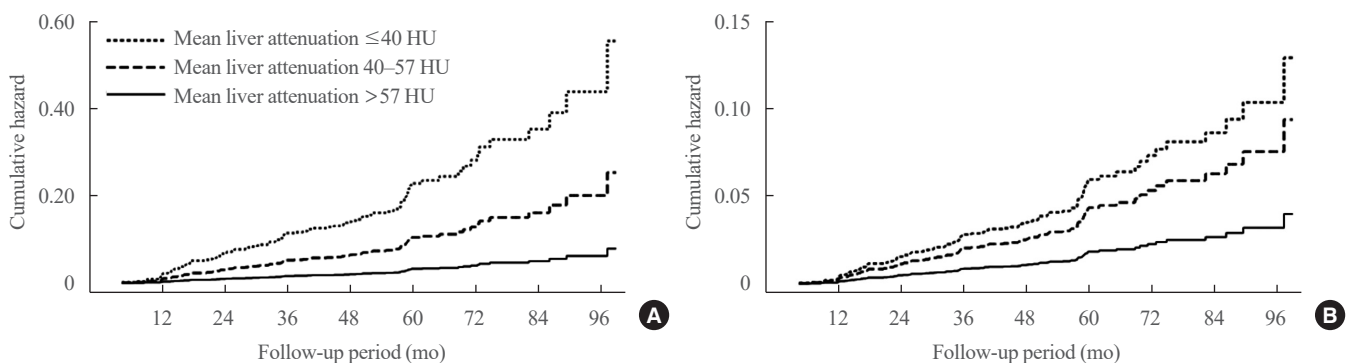 0.60
0.40
0.20
0
Cumulative hazard
Mean liver attenuation ≤40 HU
Mean liver attenuation 40–57 HU
Mean liver attenuation >57 HU
12 24 36 48 60 72 84 96
Follow-up period (mo)
A
0.15
0.10
0.05
0
Cumulative hazard
12 24 36 48 60 72 84 96
Follow-up period (mo)
B